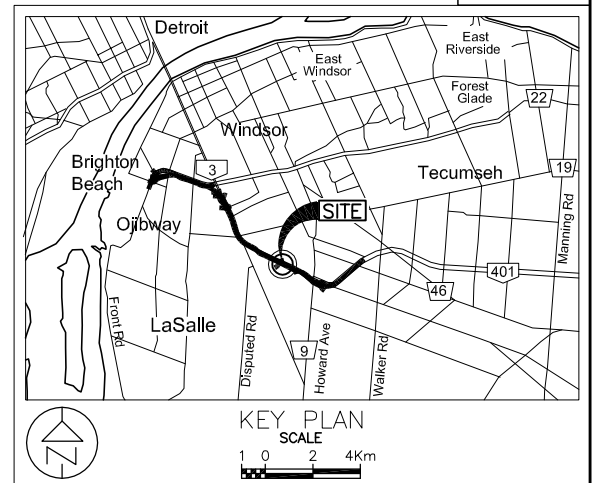 Detroit
East
Riverside
East
Windsor
Forest
Glade
22
Windsor
Brighton
Beach
3
Tecumseh
19
Ojibway
SITE
Manning Rd
401
46
Front Rd
LaSalle
Disputed Rd
9
Howard Ave
Walker Rd
KEY PLAN
SCALE
1 0 2 4Km
N